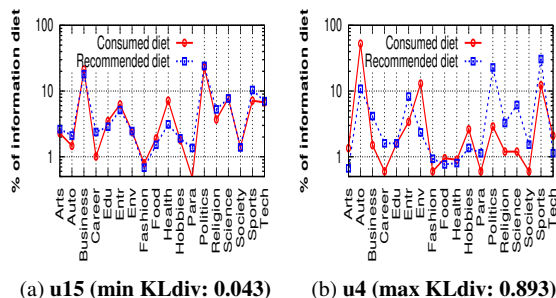 % of information diet
100
10
1
Consumed diet
Recommended diet
Arts
Auto
Business
Career
Edu
Entr
Env
Fashion
Food
Health
Hobbies
Para
Politics
Religion
Science
Society
Sports
Tech
(a) u15 (min KLdiv: 0.043)
% of information diet
100
10
1
Consumed diet
Recommended diet
Arts
Auto
Business
Career
Edu
Entr
Env
Fashion
Food
Health
Hobbies
Para
Politics
Religion
Science
Society
Sports
Tech
(b) u4 (max KLdiv: 0.893)